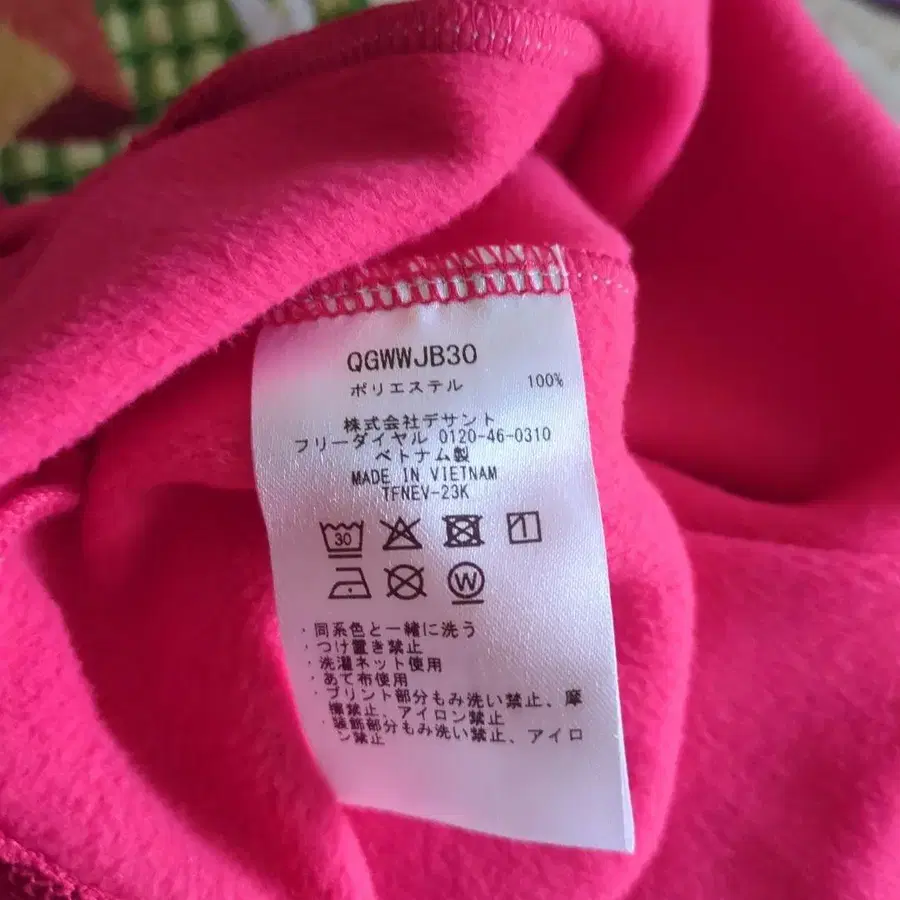 QGWWJB30
ポリエステル 100%
株式会社デサント
フリーダイヤル 0120-46-0310
ベトナム製
MADE IN VIETNAM
TFNEV-23K
30
W
・同系色と一緒に洗う
・つけ置き禁止
・洗濯ネット使用
・あて布使用
・プリント部分もみ洗い禁止、摩
擦禁止、アイロン禁止
・装飾部分もみ洗い禁止、アイロ
ン禁止